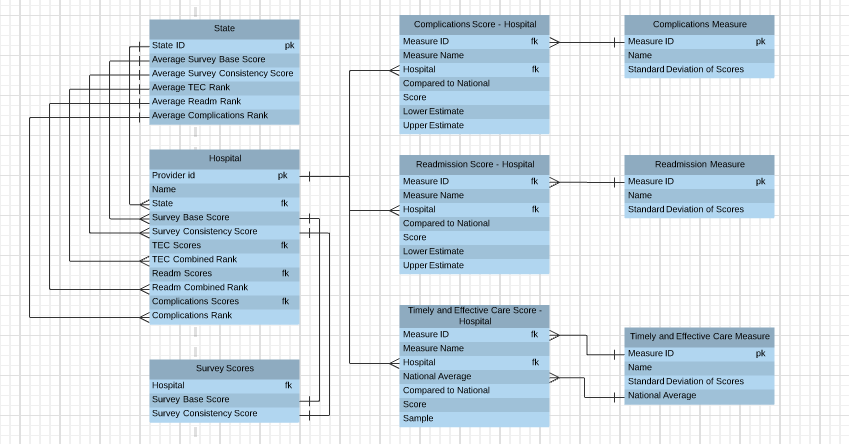 State
State ID pk
Average Survey Base Score
Average Survey Consistency Score
Average TEC Rank
Average Readm Rank
Average Complications Rank
Hospital
Provider id pk
Name
State fk
Survey Base Score
Survey Consistency Score fk
TEC Scores fk
TEC Combined Rank
Readm Scores fk
Readm Combined Rank
Complications Scores fk
Complications Rank
Survey Scores
Hospital fk
Survey Base Score
Survey Consistency Score
Complications Score - Hospital
Measure ID fk
Measure Name
Hospital fk
Compared to National
Score
Lower Estimate
Upper Estimate
Readmission Score - Hospital
Measure ID fk
Measure Name
Hospital fk
Compared to National
Score
Lower Estimate
Upper Estimate
Timely and Effective Care Score -
Hospital
Measure ID fk
Measure Name
Hospital fk
National Average
Compared to National
Score
Sample
Complications Measure
Measure ID pk
Name
Standard Deviation of Scores
Readmission Measure
Measure ID pk
Name
Standard Deviation of Scores
Timely and Effective Care Measure
Measure ID pk
Name
Standard Deviation of Scores
National Average